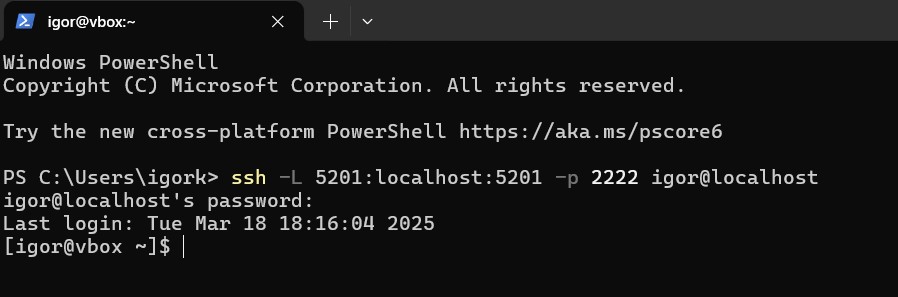 igor@vbox:~
Windows PowerShell
Copyright (C) Microsoft Corporation. All rights reserved.
Try the new cross-platform PowerShell https://aka.ms/pscore6
PS C:\Users\igork> ssh -L 5201:localhost:5201 -p 2222 igor@localhost
igor@localhost's password:
Last login: Tue Mar 18 18:16:04 2025
[igor@vbox ~]$